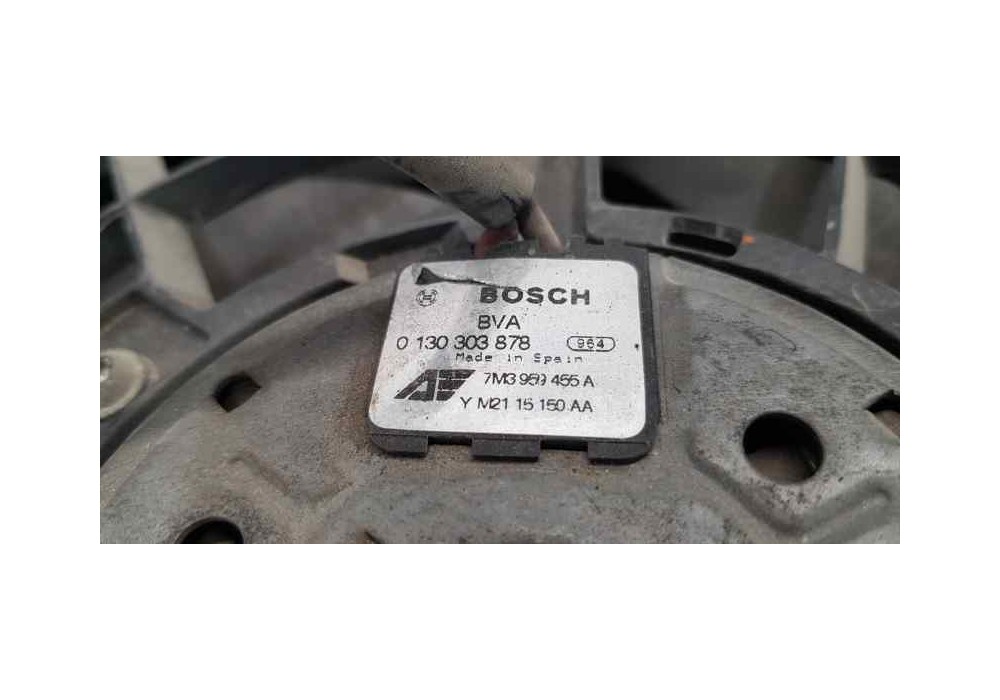 BOSCH
BVA
0 130 303 878 964
Made in Spain
7M3 959 455 A
Y M21 15 150 AA